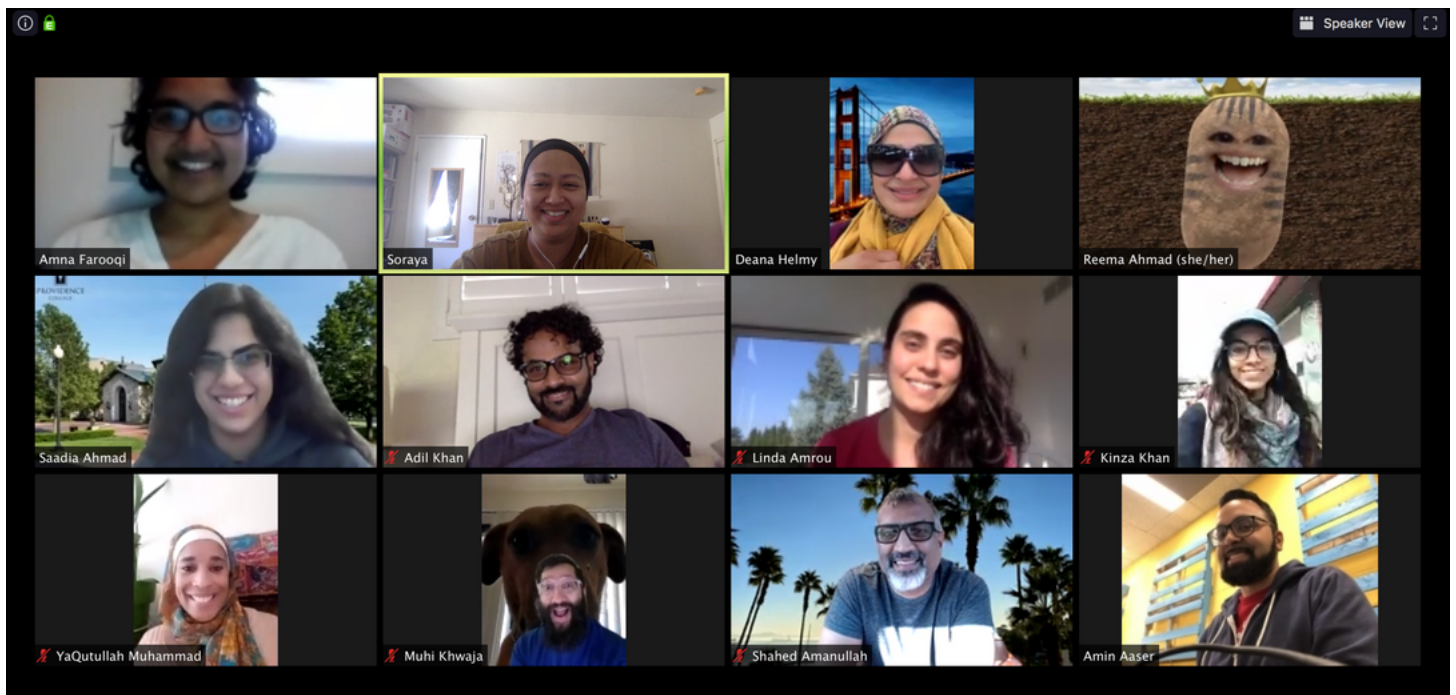 Speaker View
Amna Farooqi
Soraya
Deana Helmy
Reema Ahmad (she/her)
PROVIDENCE
COLLEGE
Saadia Ahmad
Adil Khan
Linda Amrou
Kinza Khan
YaQutullah Muhammad
Muhi Khwaja
Shahed Amanullah
Amin Aaser